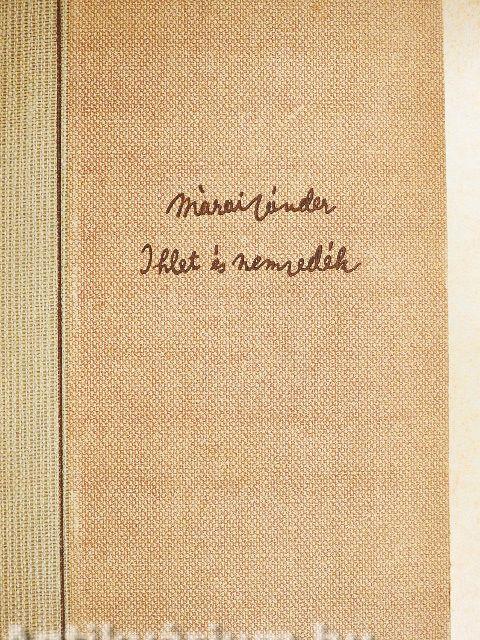 Márai Sándor
Ihlet és nemzedék